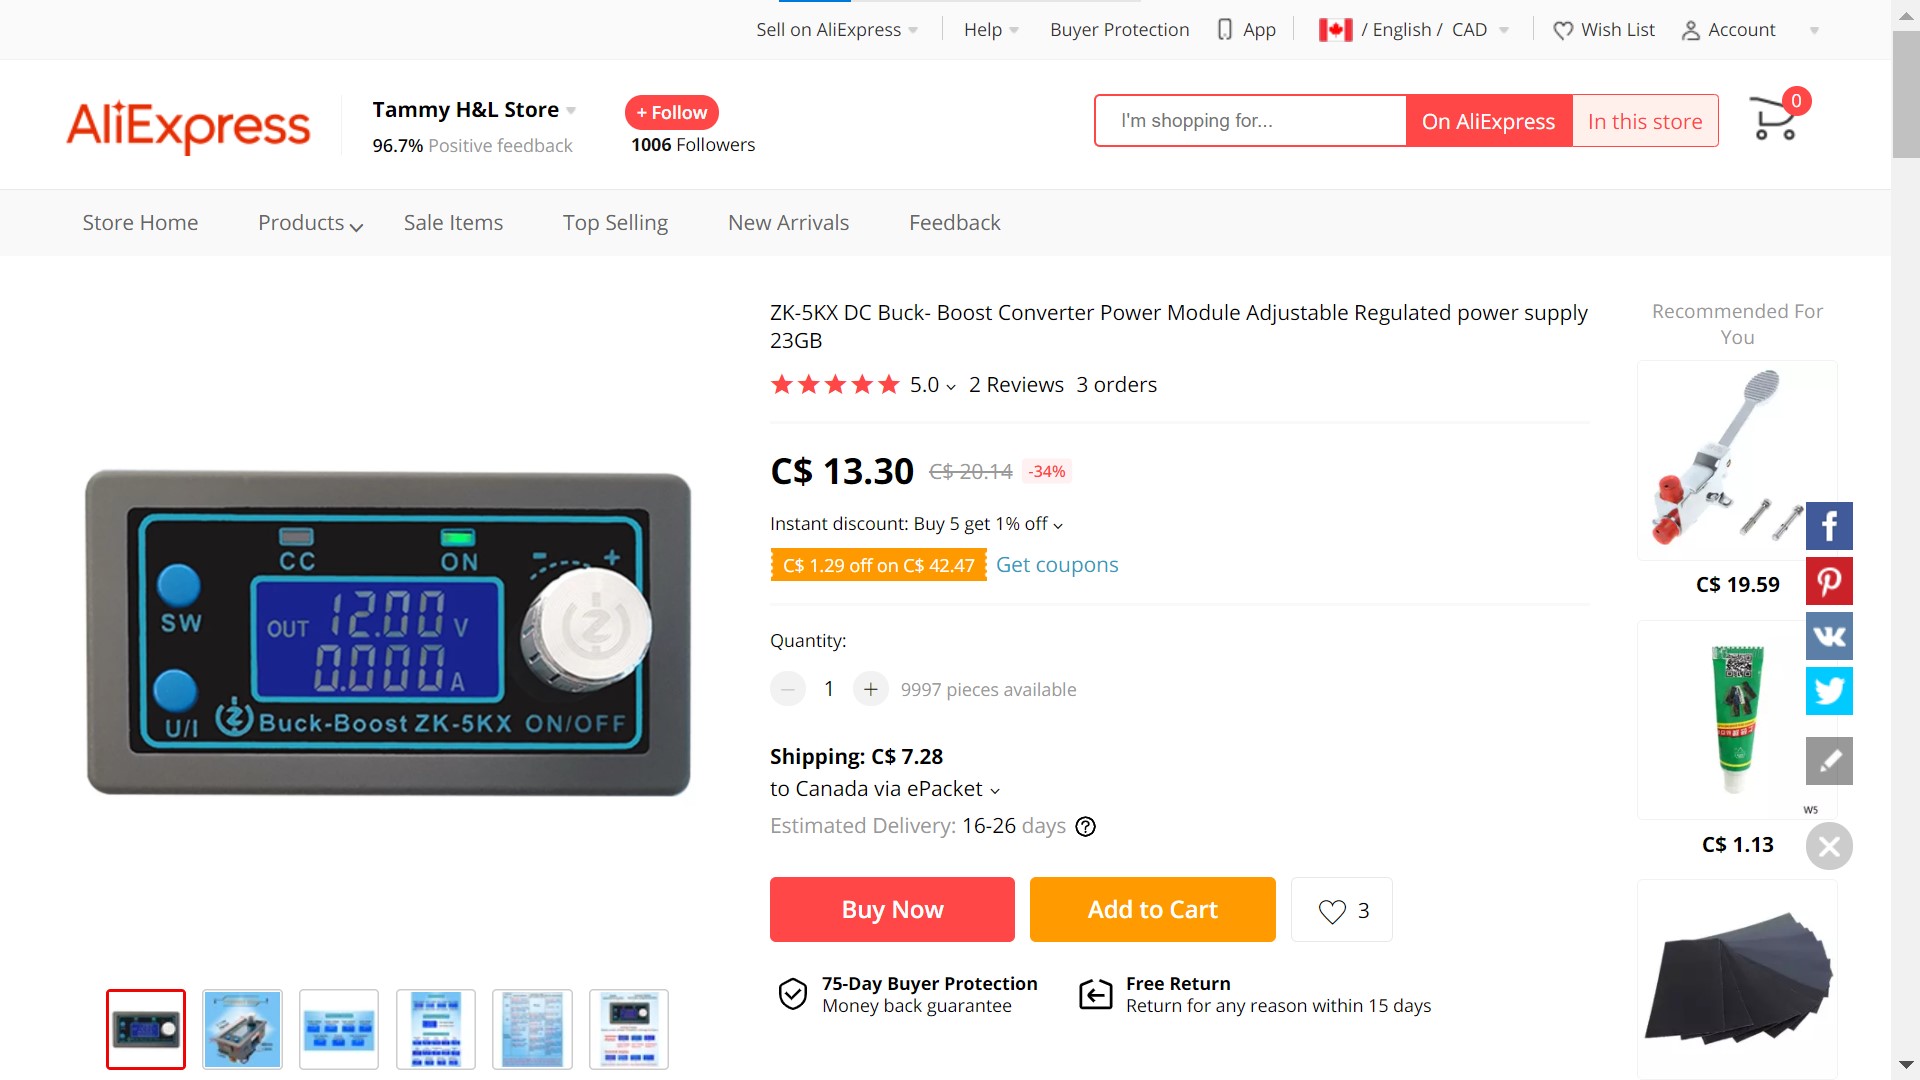 Sell on AliExpress
Help
Buyer Protection
App
/ English / CAD
Wish List
Account
AliExpress
Tammy H&L Store
96.7% Positive feedback
+ Follow
1006 Followers
I'm shopping for...
On AliExpress
In this store
0
Store Home
Products
Sale Items
Top Selling
New Arrivals
Feedback
ZK-5KX DC Buck- Boost Converter Power Module Adjustable Regulated power supply
23GB
5.0
2 Reviews
3 orders
C$ 13.30
C$ 20.14
-34%
Instant discount: Buy 5 get 1% off
C$ 1.29 off on C$ 42.47
Get coupons
Quantity:
1
+
9997 pieces available
Shipping: C$ 7.28
to Canada via ePacket
Estimated Delivery: 16-26 days
Buy Now
Add to Cart
3
75-Day Buyer Protection
Money back guarantee
Free Return
Return for any reason within 15 days
CC
ON
- +
SW
OUT 12.00 V
0.000 A
U/I
Buck-Boost ZK-5KX ON/OFF
Recommended For
You
C$ 19.59
W5
C$ 1.13